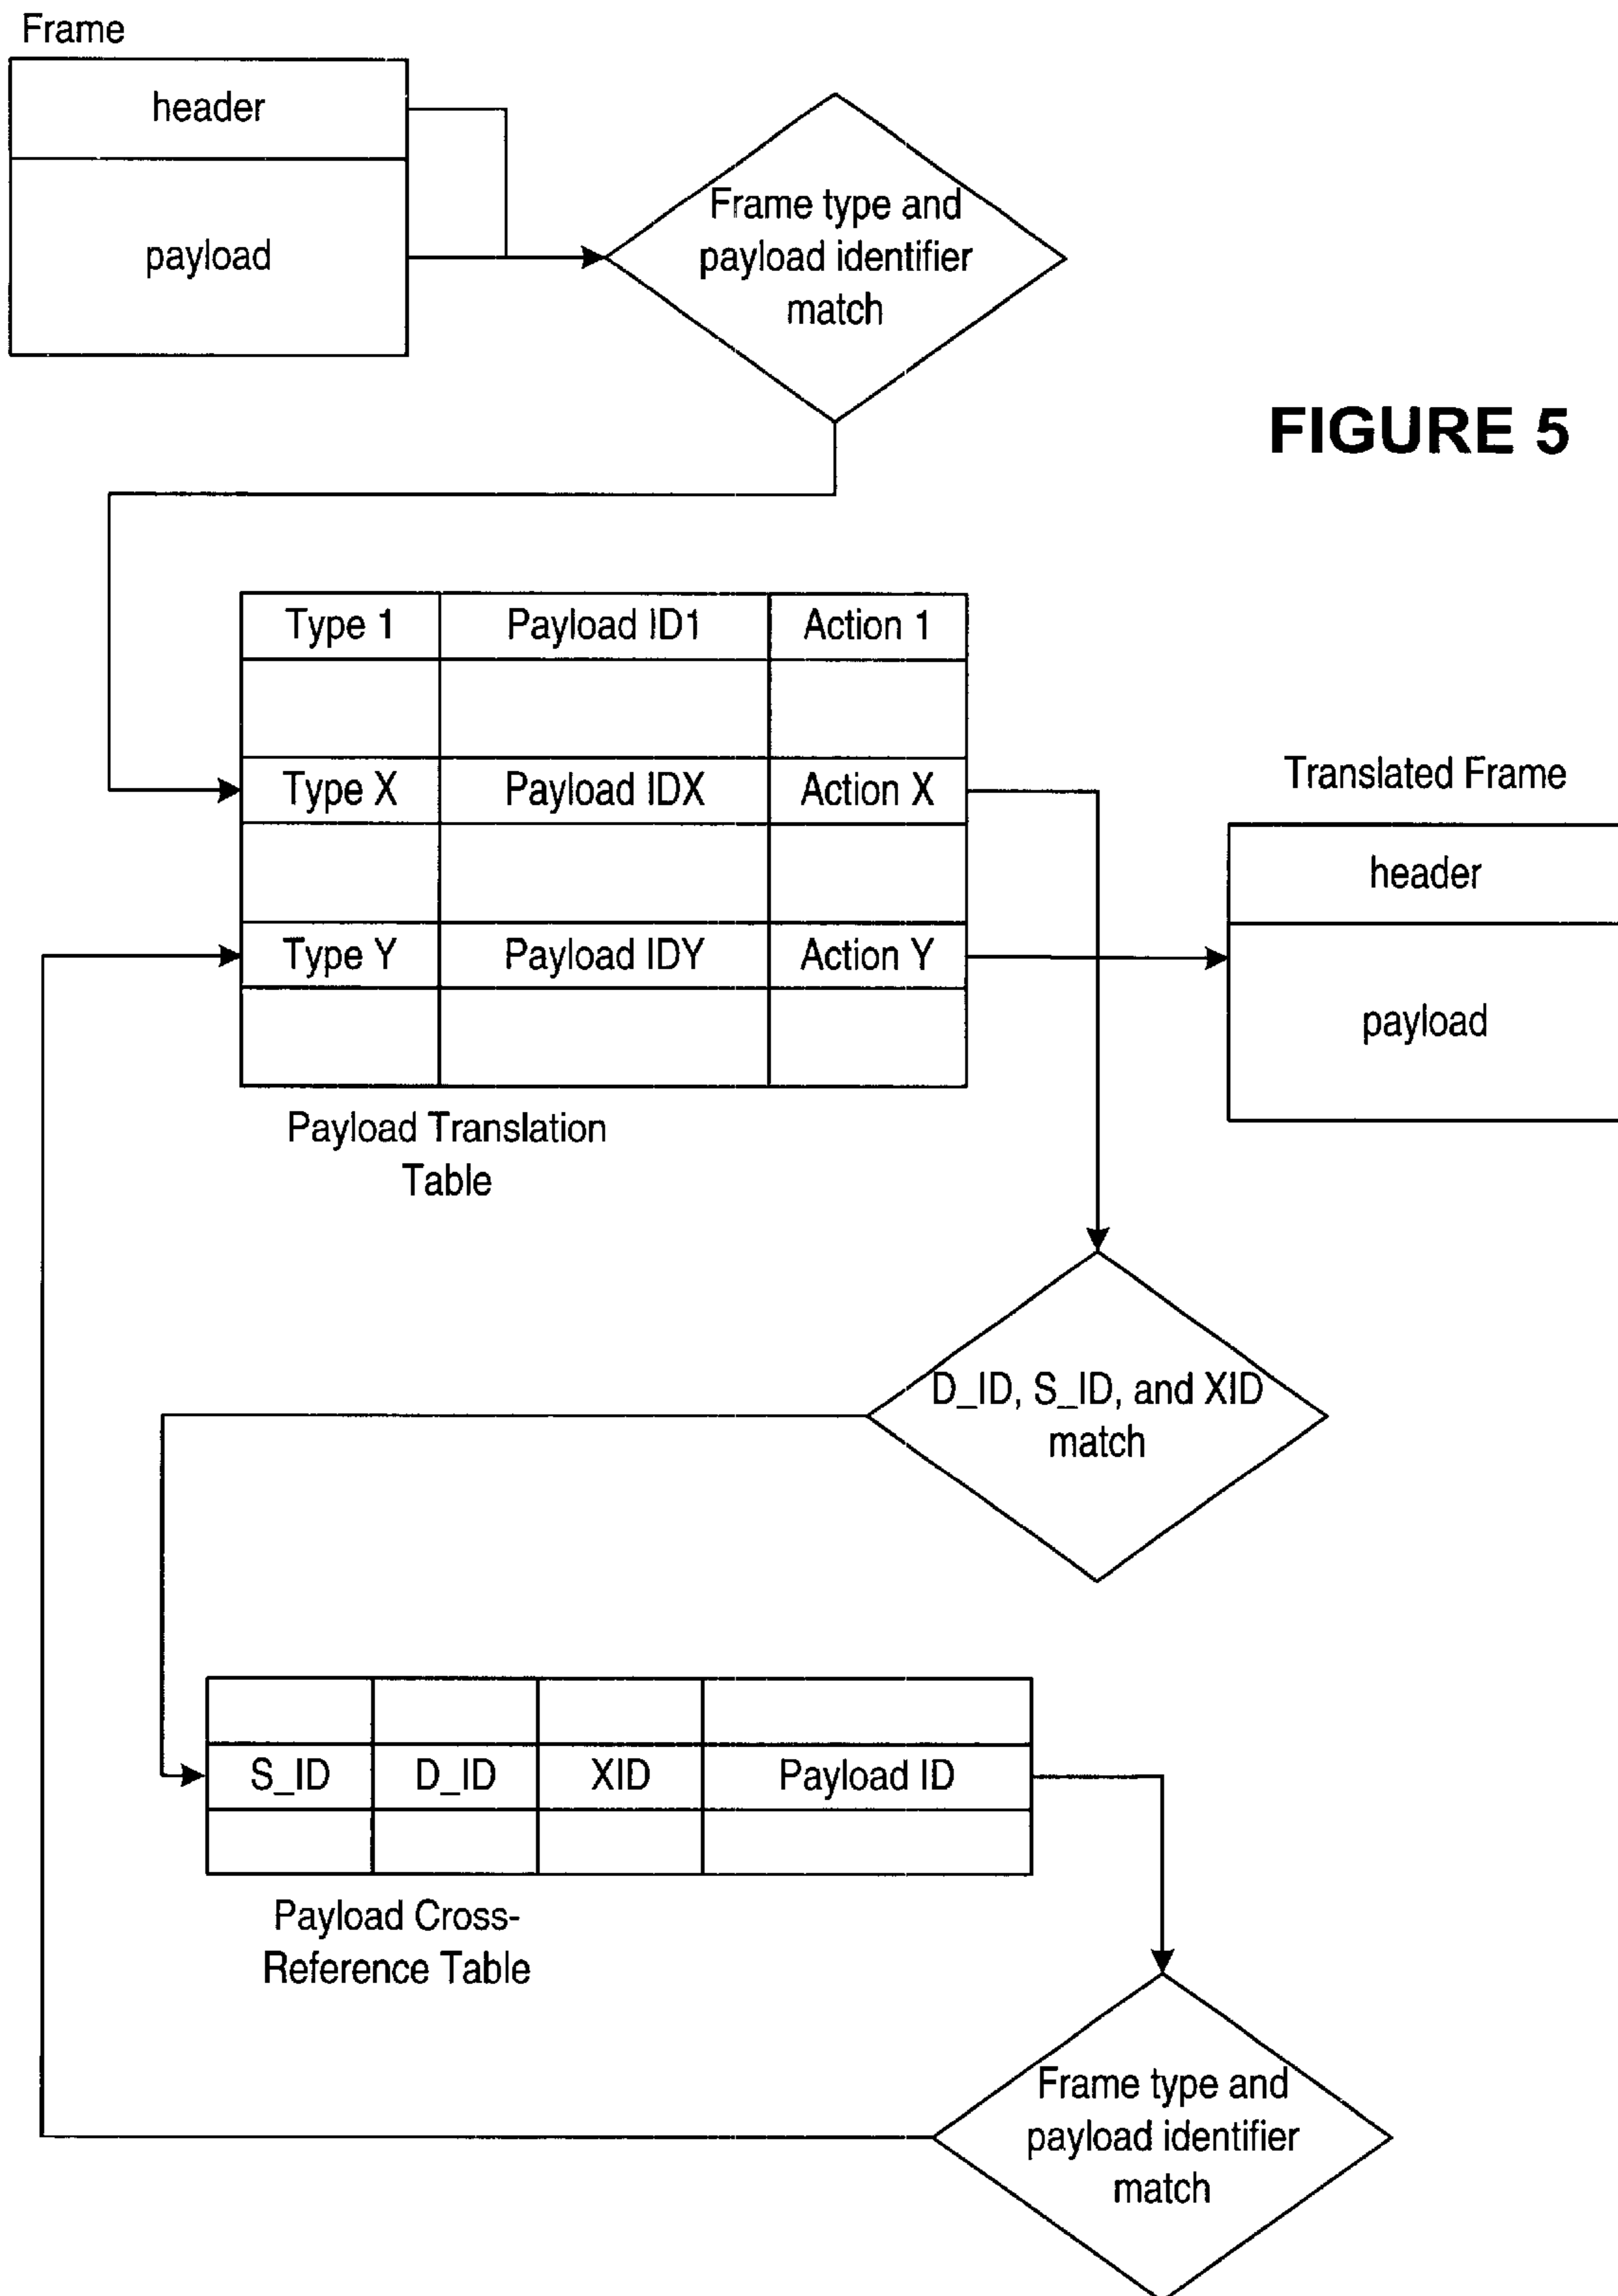 Frame
header
payload
Frame type and
payload identifier
match
FIGURE 5
Type 1 Payload ID1 Action 1
Type X Payload IDX Action X
Type Y Payload IDY Action Y
Payload Translation
Table
Translated Frame
header
payload
D_ID, S_ID, and XID
match
S_ID D_ID XID Payload ID
Payload Cross-
Reference Table
Frame type and
payload identifier
match